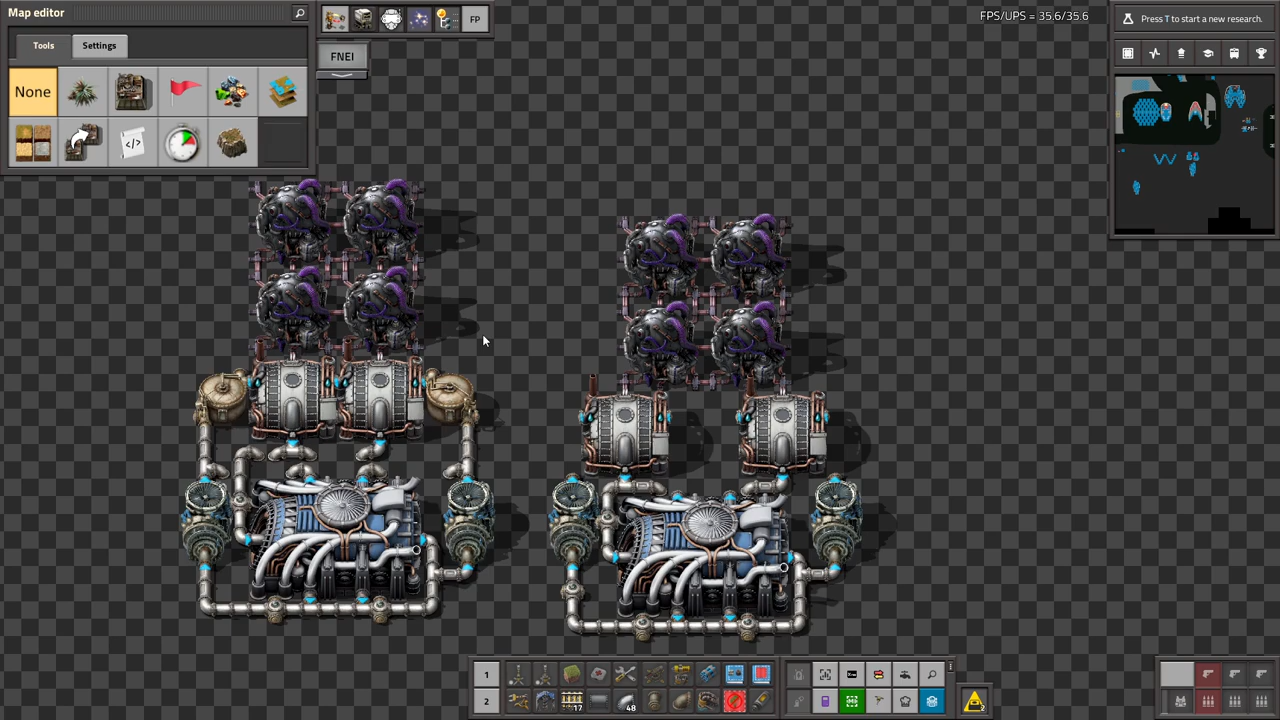 Map editor
FP
FPS/UPS = 35.6/35.6
Press T to start a new research.
Tools
Settings
FNEI
None
</>
1
2
17
48
2